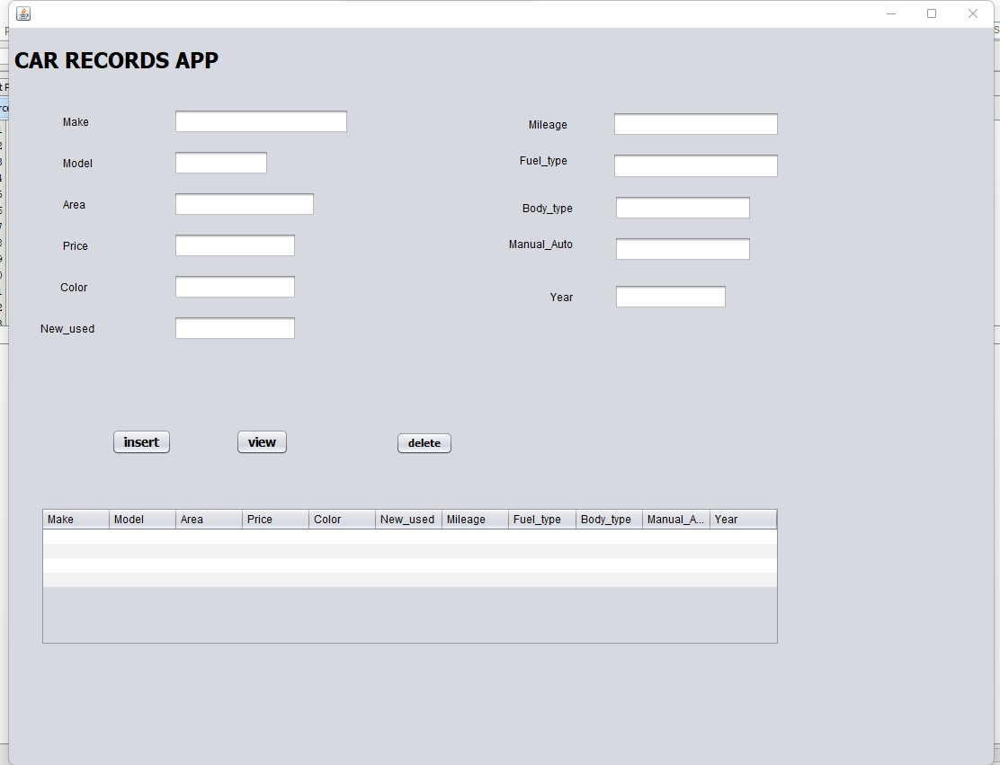 CAR RECORDS APP
Make
Model
Area
Price
Color
New_used
Mileage
Fuel_type
Body_type
Manual_Auto
Year
insert view delete
Make Model Area Price Color New_used Mileage Fuel_type Body_type Manual_A... Year